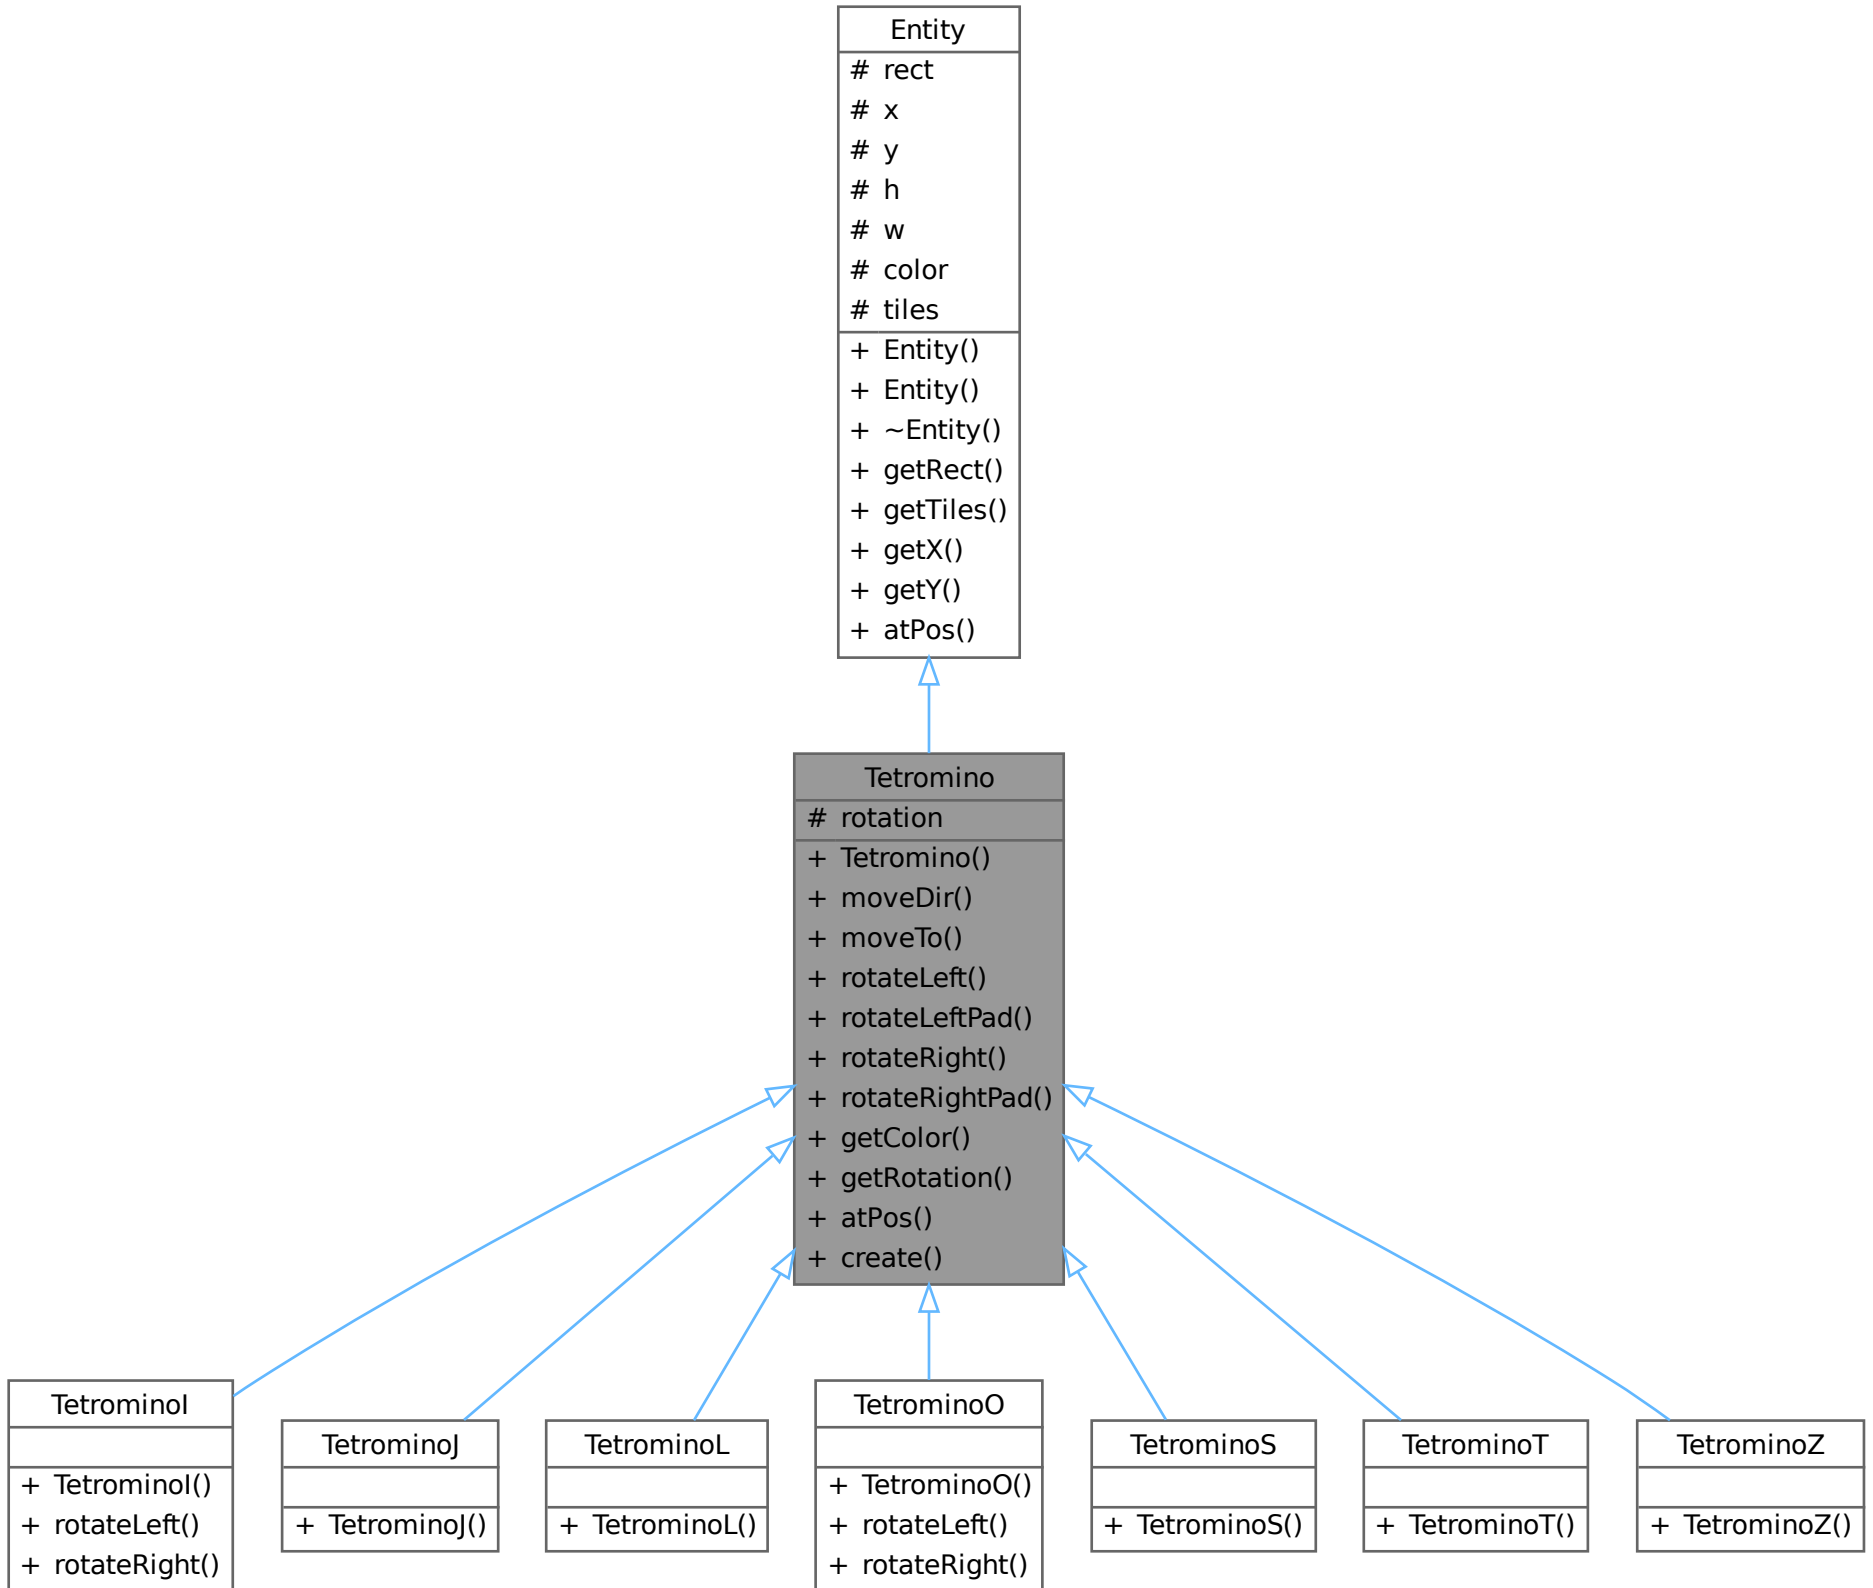 Entity
# rect
# x
# y
# h
# w
# color
# tiles
+ Entity()
+ Entity()
+ ~Entity()
+ getRect()
+ getTiles()
+ getX()
+ getY()
+ atPos()
Tetromino
# rotation
+ Tetromino()
+ moveDir()
+ moveTo()
+ rotateLeft()
+ rotateLeftPad()
+ rotateRight()
+ rotateRightPad()
+ getColor()
+ getRotation()
+ atPos()
+ create()
TetrominoI
+ TetrominoI()
+ rotateLeft()
+ rotateRight()
TetrominoJ
+ TetrominoJ()
TetrominoL
+ TetrominoL()
TetrominoO
+ TetrominoO()
+ rotateLeft()
+ rotateRight()
TetrominoS
+ TetrominoS()
TetrominoT
+ TetrominoT()
TetrominoZ
+ TetrominoZ()